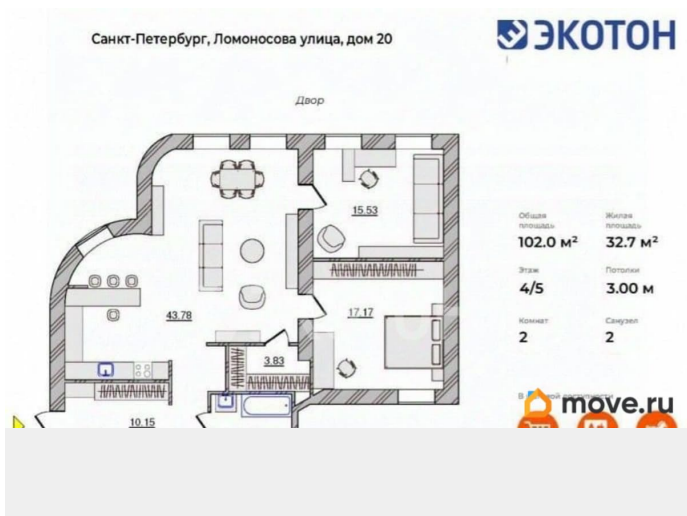 Санкт-Петербург, Ломоносова улица, дом 20
ЭКОТОН
Двор
15.53
43.78
17.17
3.83
10.15
Общая площадь
102.0 м²
Жилая площадь
32.7 м²
Этаж
4/5
Потолки
3.00 м
Комнат
2
Санузел
2
В
move.ru